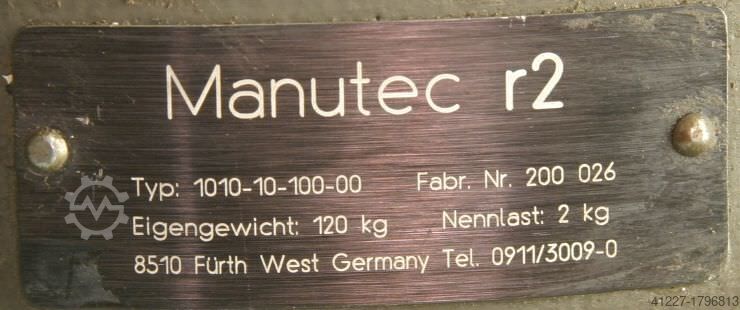 Manutec r2
Typ: 1010-10-100-00 Fabr. Nr. 200 026
Eigengewicht: 120 kg Nennlast: 2 kg
8510 Fürth West Germany Tel. 0911/3009-0
41227-1796813